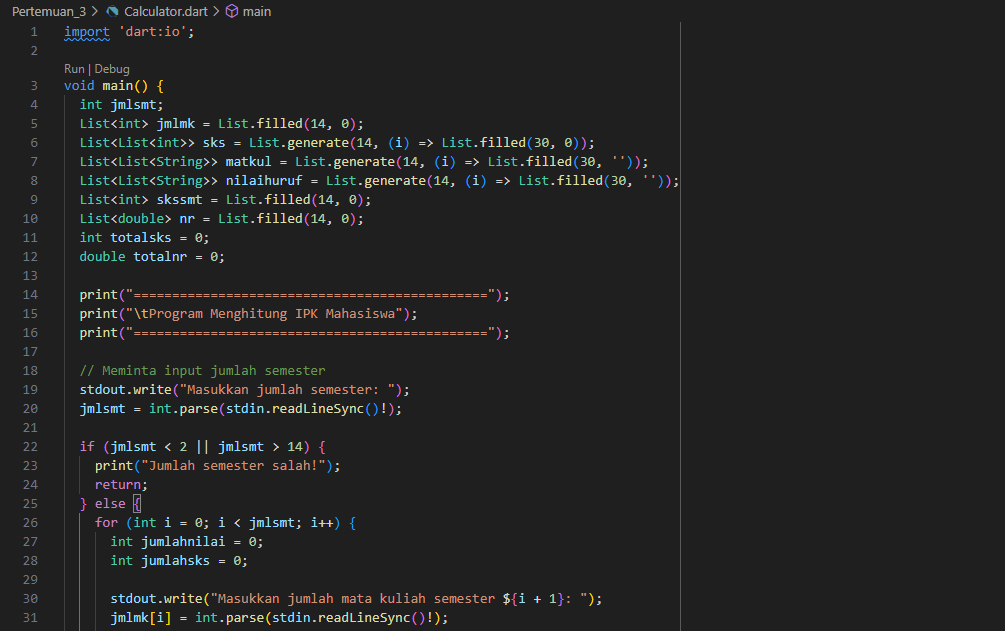 Pertemuan_3 > Calculator.dart > main
1 import 'dart:io';
2
Run | Debug
3 void main() {
4 int jmlsmt;
5 List<int> jmlmk = List.filled(14, 0);
6 List<List<int>> sks = List.generate(14, (i) => List.filled(30, 0));
7 List<List<String>> matkul = List.generate(14, (i) => List.filled(30, ''));
8 List<List<String>> nilaihuruf = List.generate(14, (i) => List.filled(30, ''));
9 List<int> skssmt = List.filled(14, 0);
10 List<double> nr = List.filled(14, 0);
11 int totalsks = 0;
12 double totalnr = 0;
13
14 print("==============================================");
15 print("\tProgram Menghitung IPK Mahasiswa");
16 print("==============================================");
17
18 // Meminta input jumlah semester
19 stdout.write("Masukkan jumlah semester: ");
20 jmlsmt = int.parse(stdin.readLineSync()!);
21
22 if (jmlsmt < 2 || jmlsmt > 14) {
23 print("Jumlah semester salah!");
24 return;
25 } else {
26 for (int i = 0; i < jmlsmt; i++) {
27 int jumlahnilai = 0;
28 int jumlahsks = 0;
29
30 stdout.write("Masukkan jumlah mata kuliah semester ${i + 1}: ");
31 jmlmk[i] = int.parse(stdin.readLineSync()!);